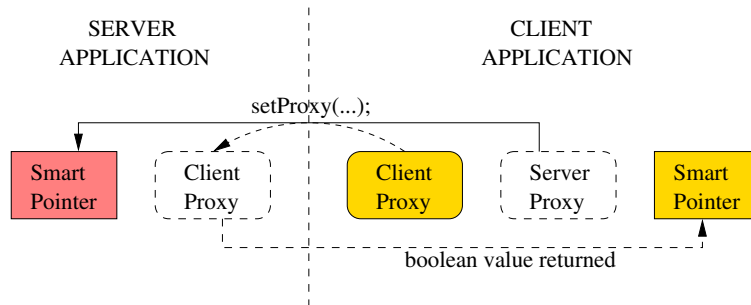 SERVER
APPLICATION
CLIENT
APPLICATION
setProxy(...);
Smart
Pointer
Client
Proxy
Client
Proxy
Server
Proxy
Smart
Pointer
boolean value returned